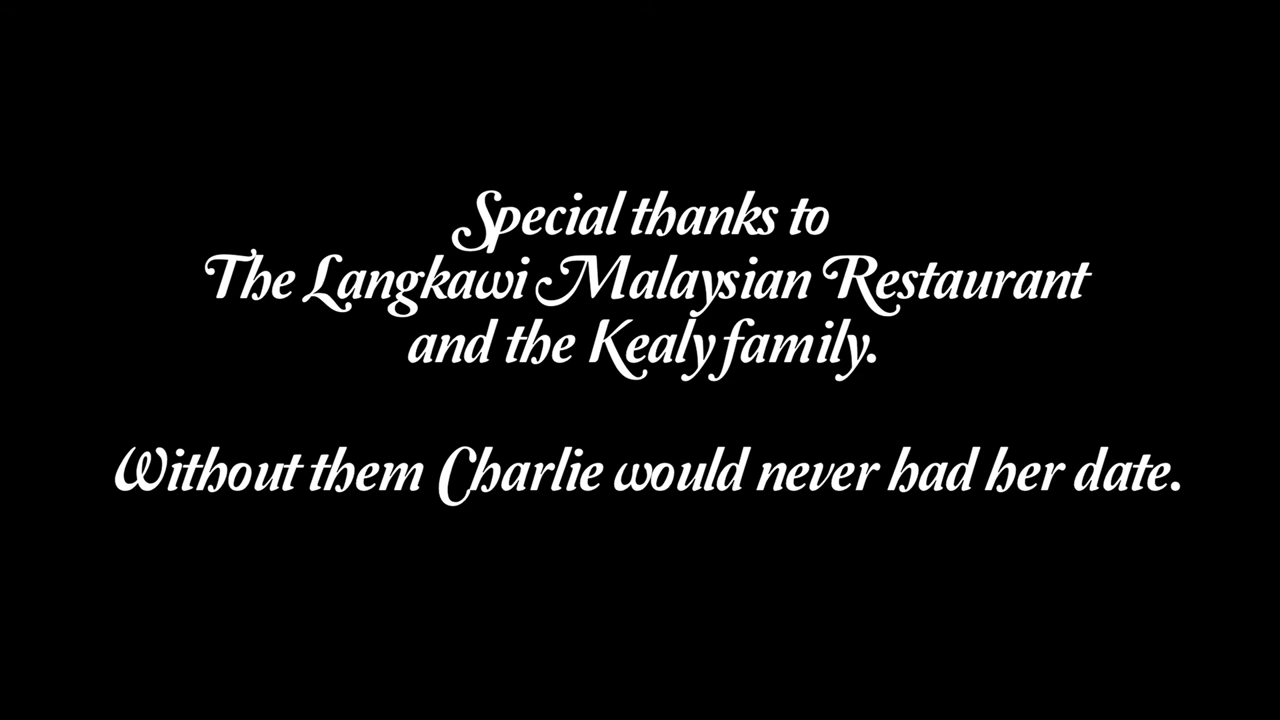 Special thanks to
The Langkawi Malaysian Restaurant
and the Kealy family.
Without them Charlie would never had her date.